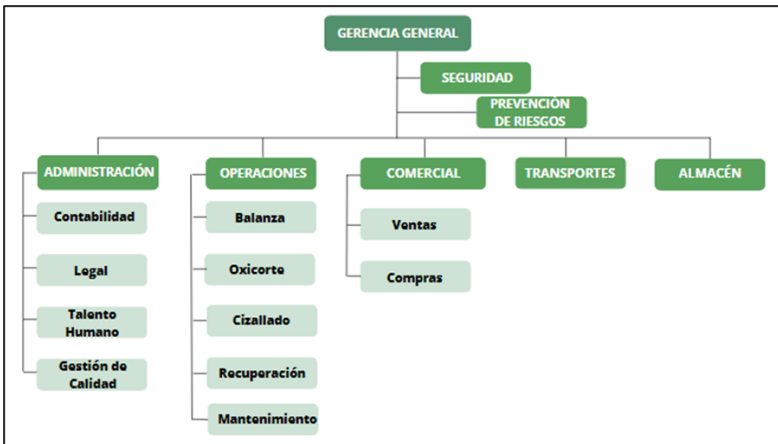 GERENCIA GENERAL
SEGURIDAD
PREVENCIÓN
DE RIESGOS
ADMINISTRACIÓN
OPERACIONES
COMERCIAL
TRANSPORTES
ALMACÉN
Contabilidad
Balanza
Ventas
Legal
Oxicorte
Compras
Talento
Humano
Cizallado
Gestión de
Calidad
Recuperación
Mantenimiento